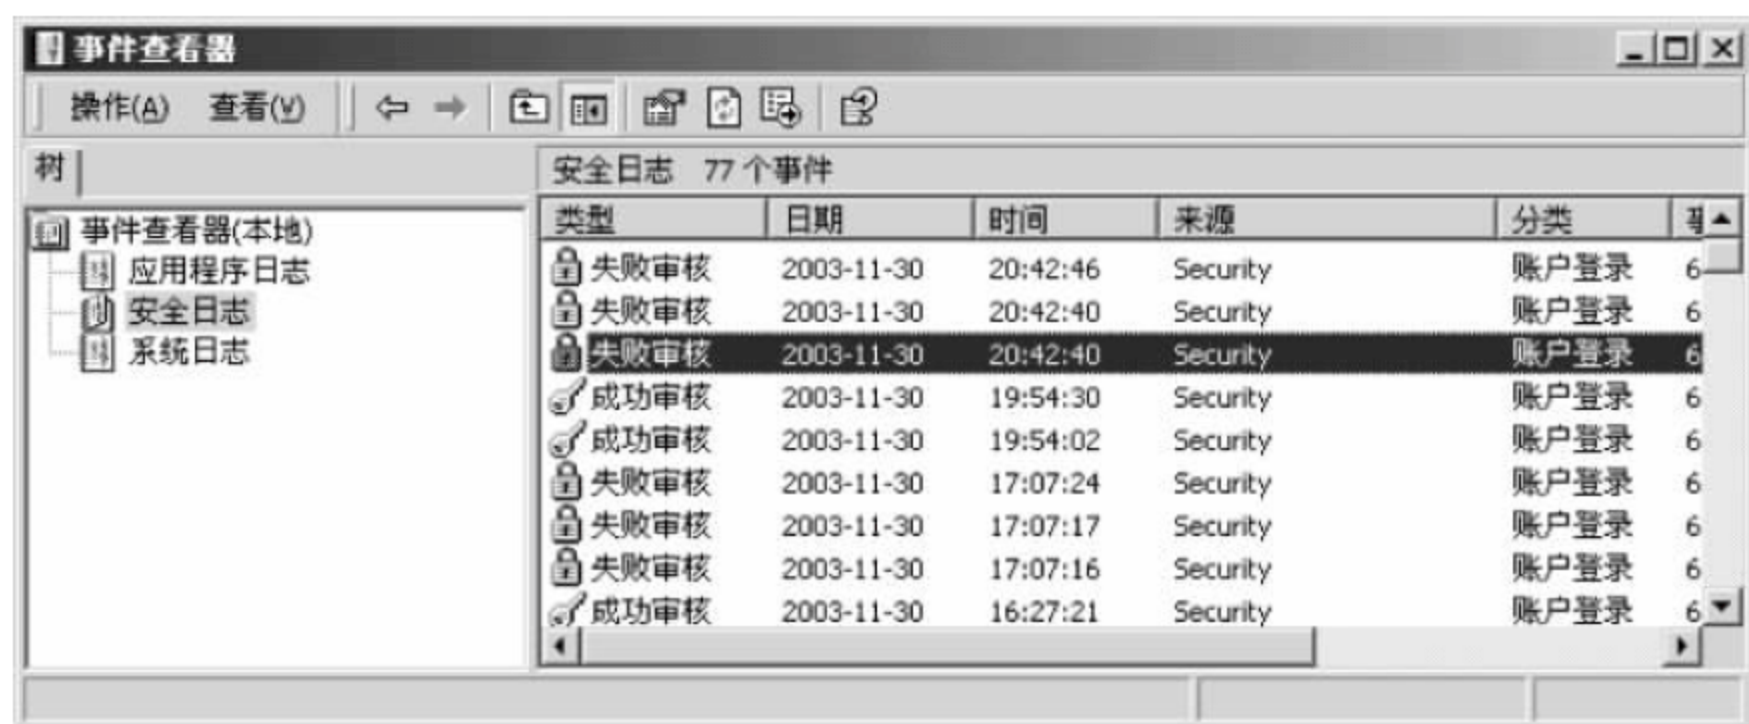 事件查看器
操作(A) 查看(V)
树
安全日志 77 个事件
事件查看器(本地)
应用程序日志
安全日志
系统日志
类型 日期 时间 来源 分类
失败审核 2003-11-30 20:42:46 Security 账户登录 6
失败审核 2003-11-30 20:42:40 Security 账户登录 6
失败审核 2003-11-30 20:42:40 Security 账户登录 6
成功审核 2003-11-30 19:54:30 Security 账户登录 6
成功审核 2003-11-30 19:54:02 Security 账户登录 6
失败审核 2003-11-30 17:07:24 Security 账户登录 6
失败审核 2003-11-30 17:07:17 Security 账户登录 6
失败审核 2003-11-30 17:07:16 Security 账户登录 6
成功审核 2003-11-30 16:27:21 Security 账户登录 6